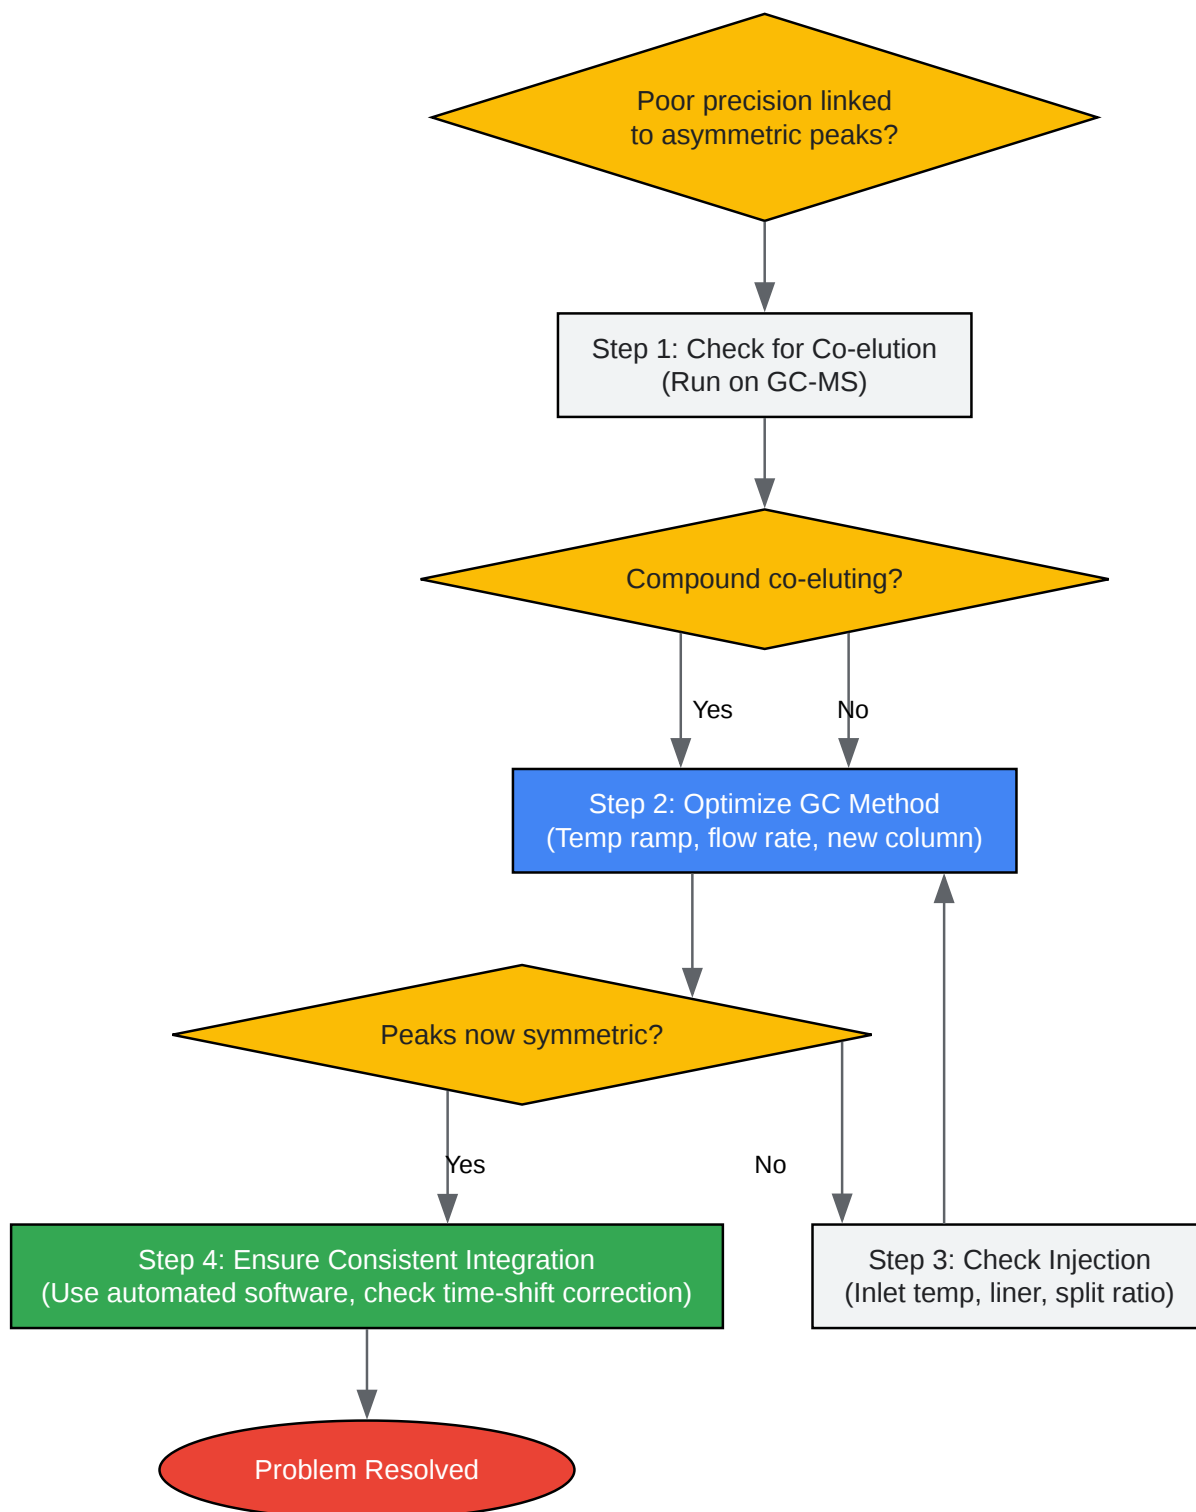 Poor precision linked
to asymmetric peaks?
Step 1: Check for Co-elution
(Run on GC-MS)
Compound co-eluting?
Yes
No
Step 2: Optimize GC Method
(Temp ramp, flow rate, new column)
Peaks now symmetric?
Yes
No
Step 4: Ensure Consistent Integration
(Use automated software, check time-shift correction)
Step 3: Check Injection
(Inlet temp, liner, split ratio)
Problem Resolved